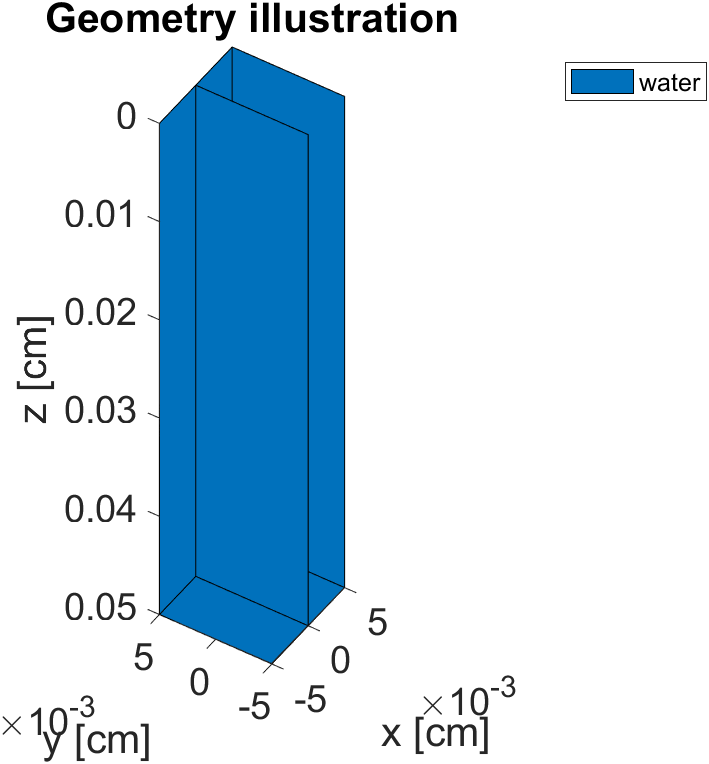 Geometry illustration
water
0
0.01
0.02
0.03
0.04
0.05
z [cm]
5
0
-5
×10-3
y [cm]
-5
0
5
×10-3
x [cm]